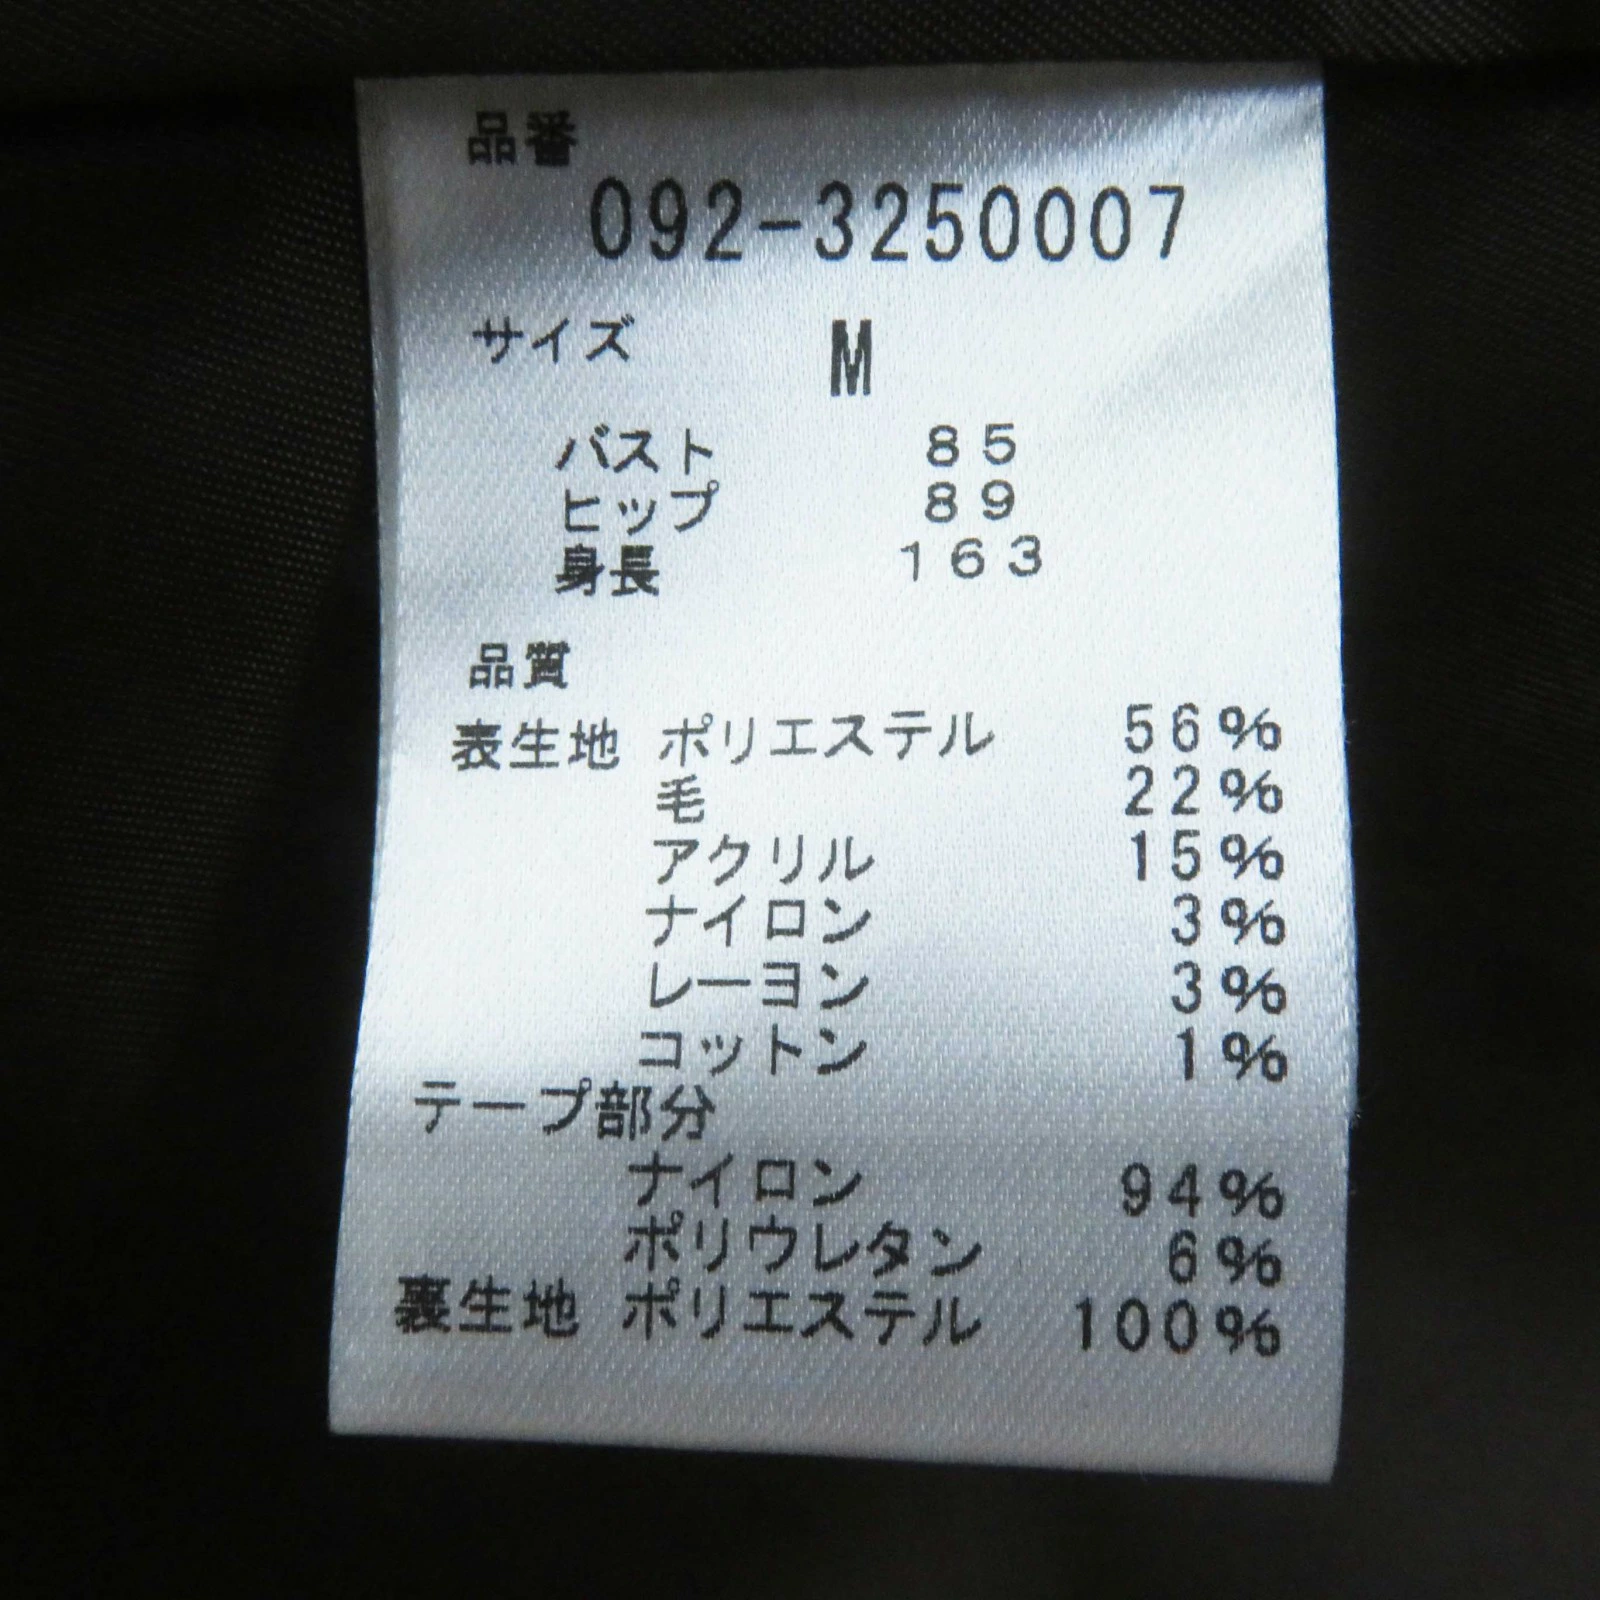 品番
092-3250007
サイズ M
バスト 85
ヒップ 89
身長 163
品質
表生地 ポリエステル 56%
毛 22%
アクリル 15%
ナイロン 3%
レーヨン 3%
コットン 1%
テープ部分
ナイロン 94%
ポリウレタン 6%
裏生地 ポリエステル 100%